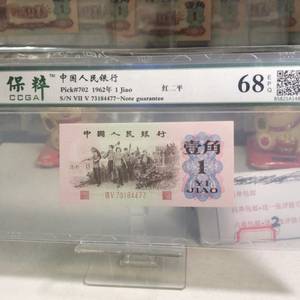 保粹
CCGA
中国人民银行
Pick#702 1962年 1 Jiao 红二平
S/N VII V 73184477-Note guarantee
68 EPQ
中国人民银行
壹角
1
YI
JIAO
VII V 73184477